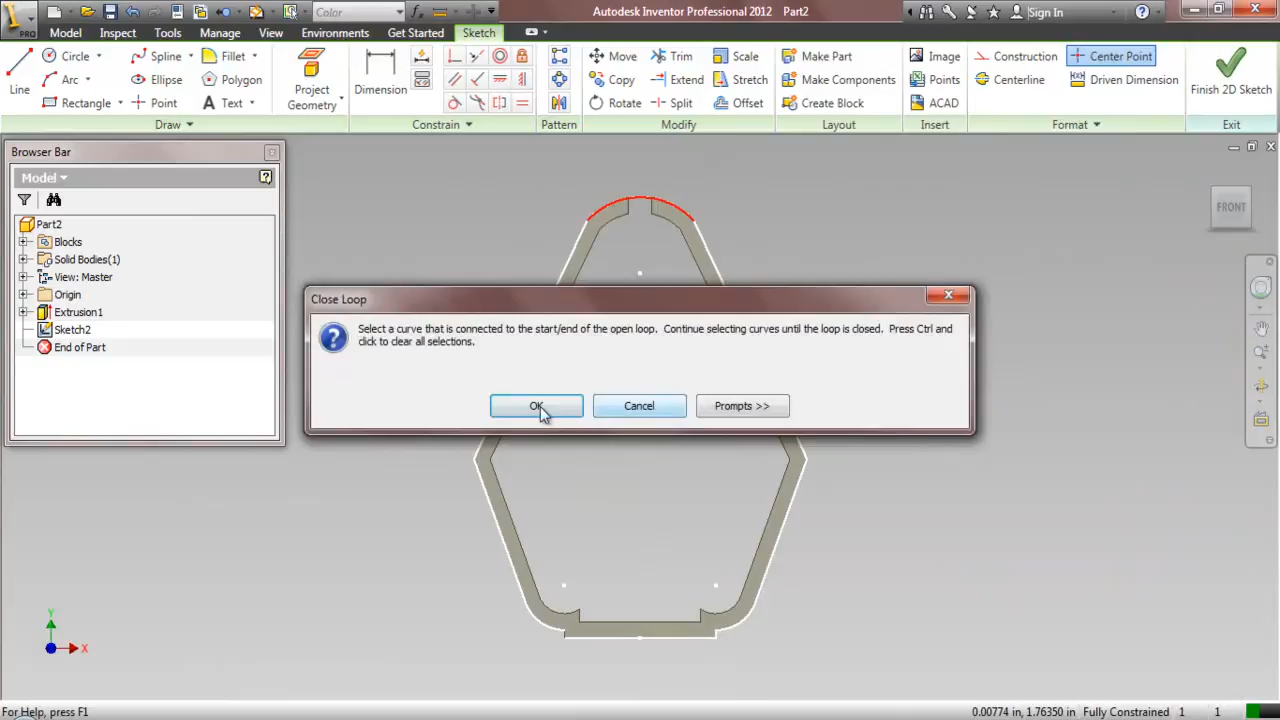 Color
Autodesk Inventor Professional 2012 Part2
Sign In
PRO
Model Inspect Tools Manage View Environments Get Started Sketch
Line
Circle Spline Fillet
Arc Ellipse Polygon
Rectangle Point Text
Project
Geometry
Dimension
Move Trim Scale
Copy Extend Stretch
Rotate Split Offset
Make Part
Make Components
Create Block
Image
Points
ACAD
Construction Center Point
Centerline Driven Dimension
Finish 2D Sketch
Draw Constrain Pattern Modify Layout Insert Format Exit
Browser Bar
Model
Part2
Blocks
Solid Bodies(1)
View: Master
Origin
Extrusion1
Sketch2
End of Part
FRONT
Close Loop
Select a curve that is connected to the start/end of the open loop. Continue selecting curves until the loop is closed. Press Ctrl and
click to clear all selections.
OK Cancel Prompts >>
Y
X
For Help, press F1
0.00774 in, 1.76350 in Fully Constrained 1 1